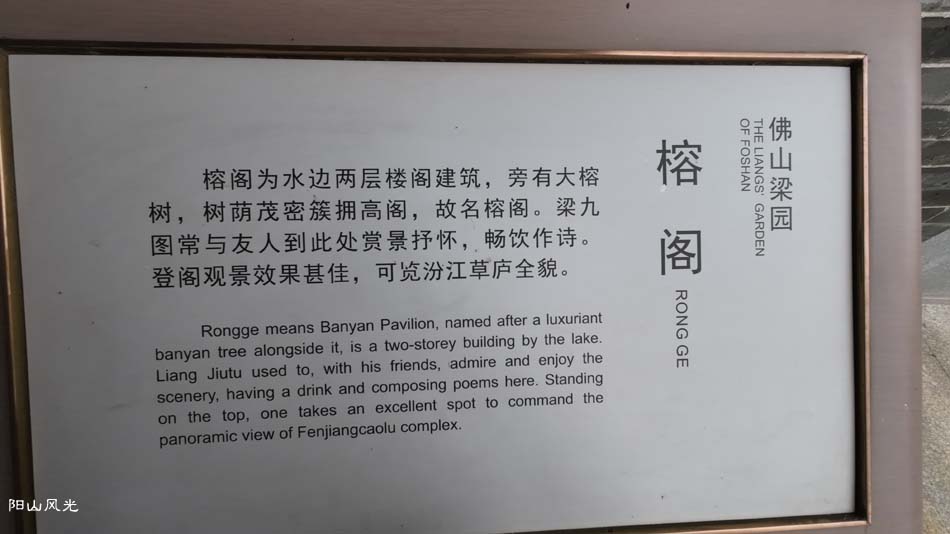 佛山梁园
THE LIANGS' GARDEN
OF FOSHAN
榕阁
RONG GE
榕阁为水边两层楼阁建筑，旁有大榕
树，树荫茂密簇拥高阁，故名榕阁。梁九
图常与友人到此处赏景抒怀，畅饮作诗。
登阁观景效果甚佳，可览汾江草庐全貌。
Rongge means Banyan Pavilion, named after a luxuriant
banyan tree alongside it, is a two-storey building by the lake.
Liang Jiutu used to, with his friends, admire and enjoy the
scenery, having a drink and composing poems here. Standing
on the top, one takes an excellent spot to command the
panoramic view of Fenjiangcaolu complex.
阳山风光